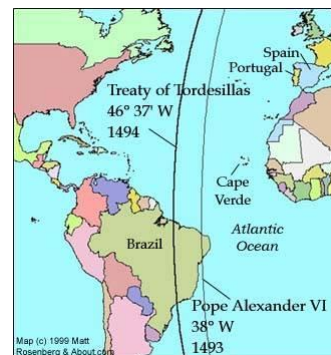 Spain
Portugal
Treaty of Tordesillas
46° 37' W
1494
Cape
Verde
Brazil
Atlantic
Ocean
Pope Alexander VI
38° W
1493
Map (c) 1999 Matt
Rosenberg & About.com